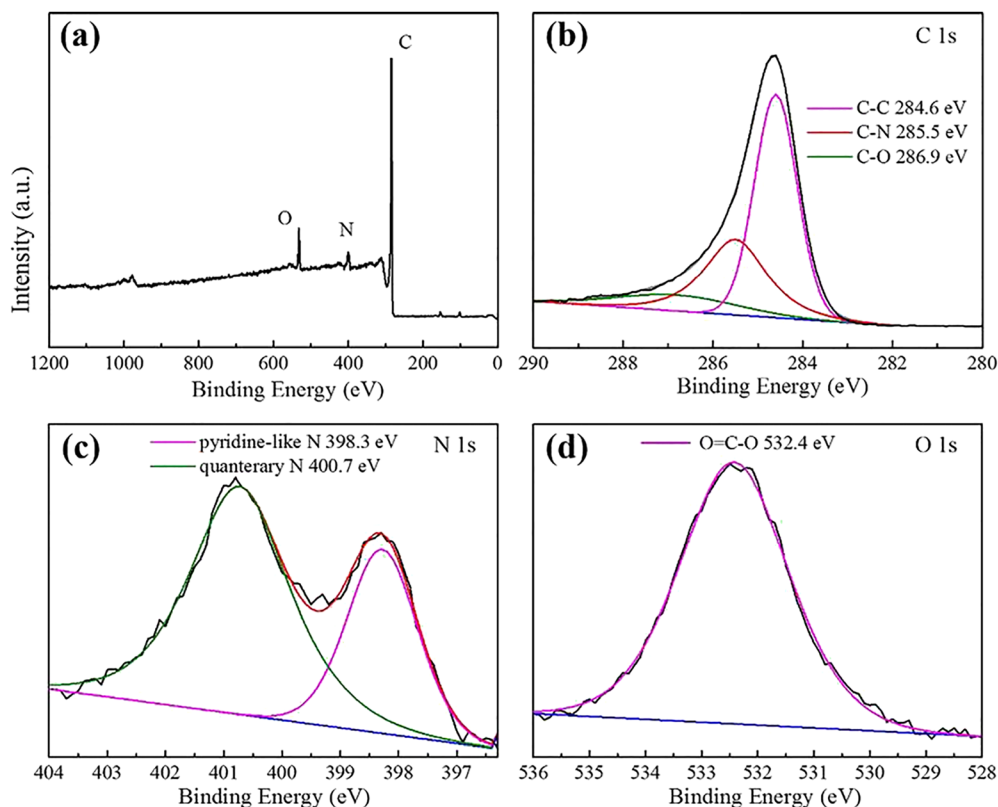 (a)
C
O
N
Intensity (a.u.)
1200 1000 800 600 400 200 0
Binding Energy (eV)
(b)
C 1s
C-C 284.6 eV
C-N 285.5 eV
C-O 286.9 eV
290 288 286 284 282 280
Binding Energy (eV)
(c)
N 1s
pyridine-like N 398.3 eV
quanterary N 400.7 eV
404 403 402 401 400 399 398 397
Binding Energy (eV)
(d)
O 1s
O=C-O 532.4 eV
536 535 534 533 532 531 530 529 528
Binding Energy (eV)